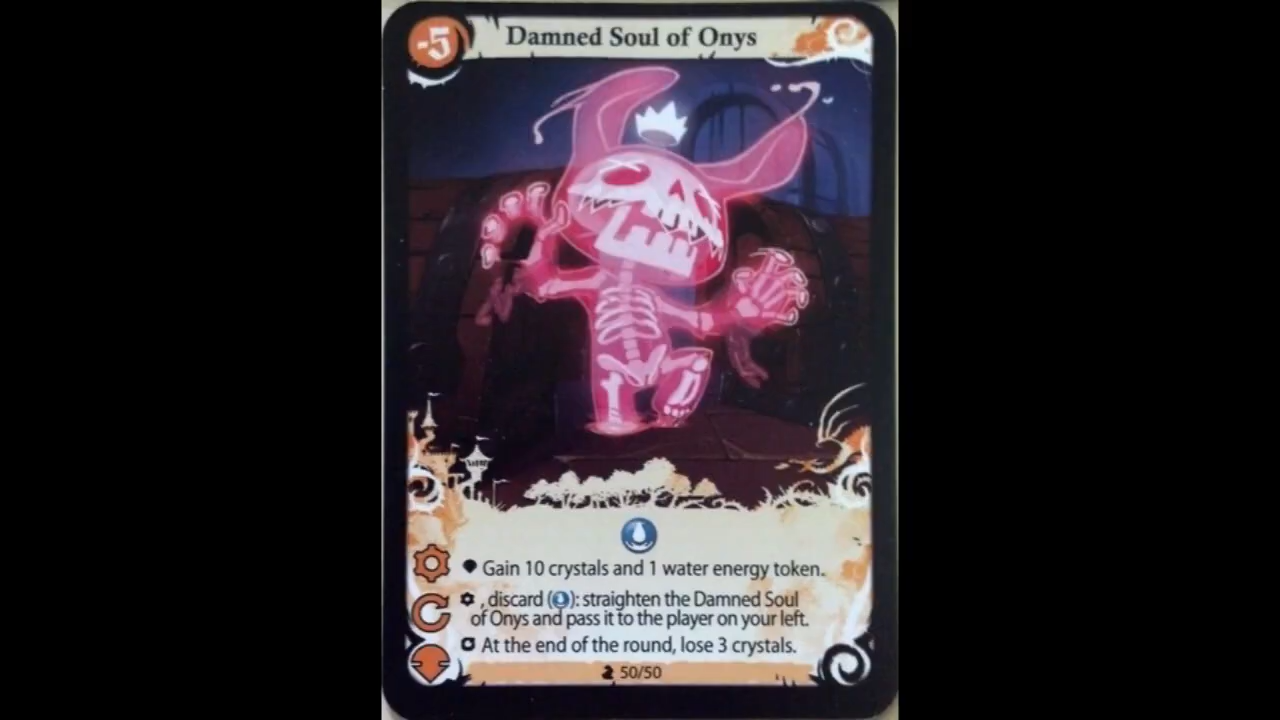 -5
Damned Soul of Onys
Gain 10 crystals and 1 water energy token.
, discard ( ): straighten the Damned Soul
of Onys and pass it to the player on your left.
At the end of the round, lose 3 crystals.
50/50